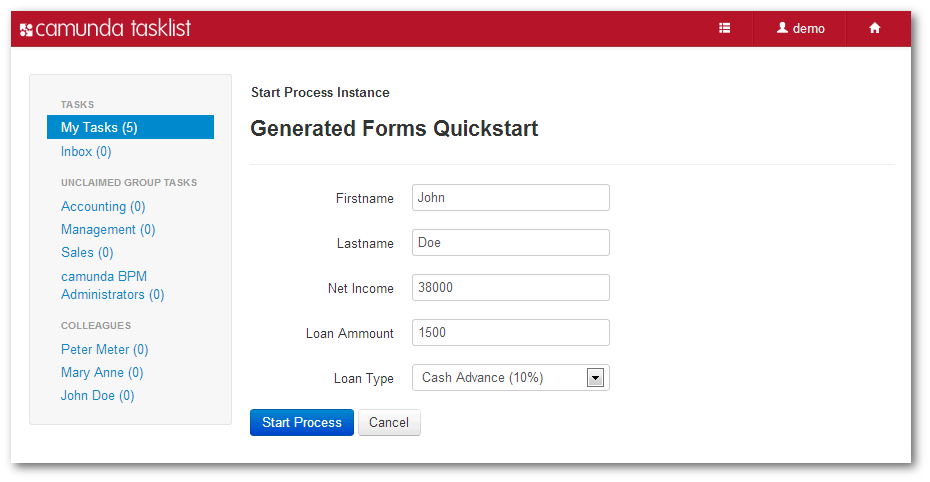 camunda tasklist
demo
TASKS
My Tasks (5)
Inbox (0)
UNCLAIMED GROUP TASKS
Accounting (0)
Management (0)
Sales (0)
camunda BPM
Administrators (0)
COLLEAGUES
Peter Meter (0)
Mary Anne (0)
John Doe (0)
Start Process Instance
Generated Forms Quickstart
Firstname John
Lastname Doe
Net Income 38000
Loan Ammount 1500
Loan Type Cash Advance (10%)
Start Process Cancel